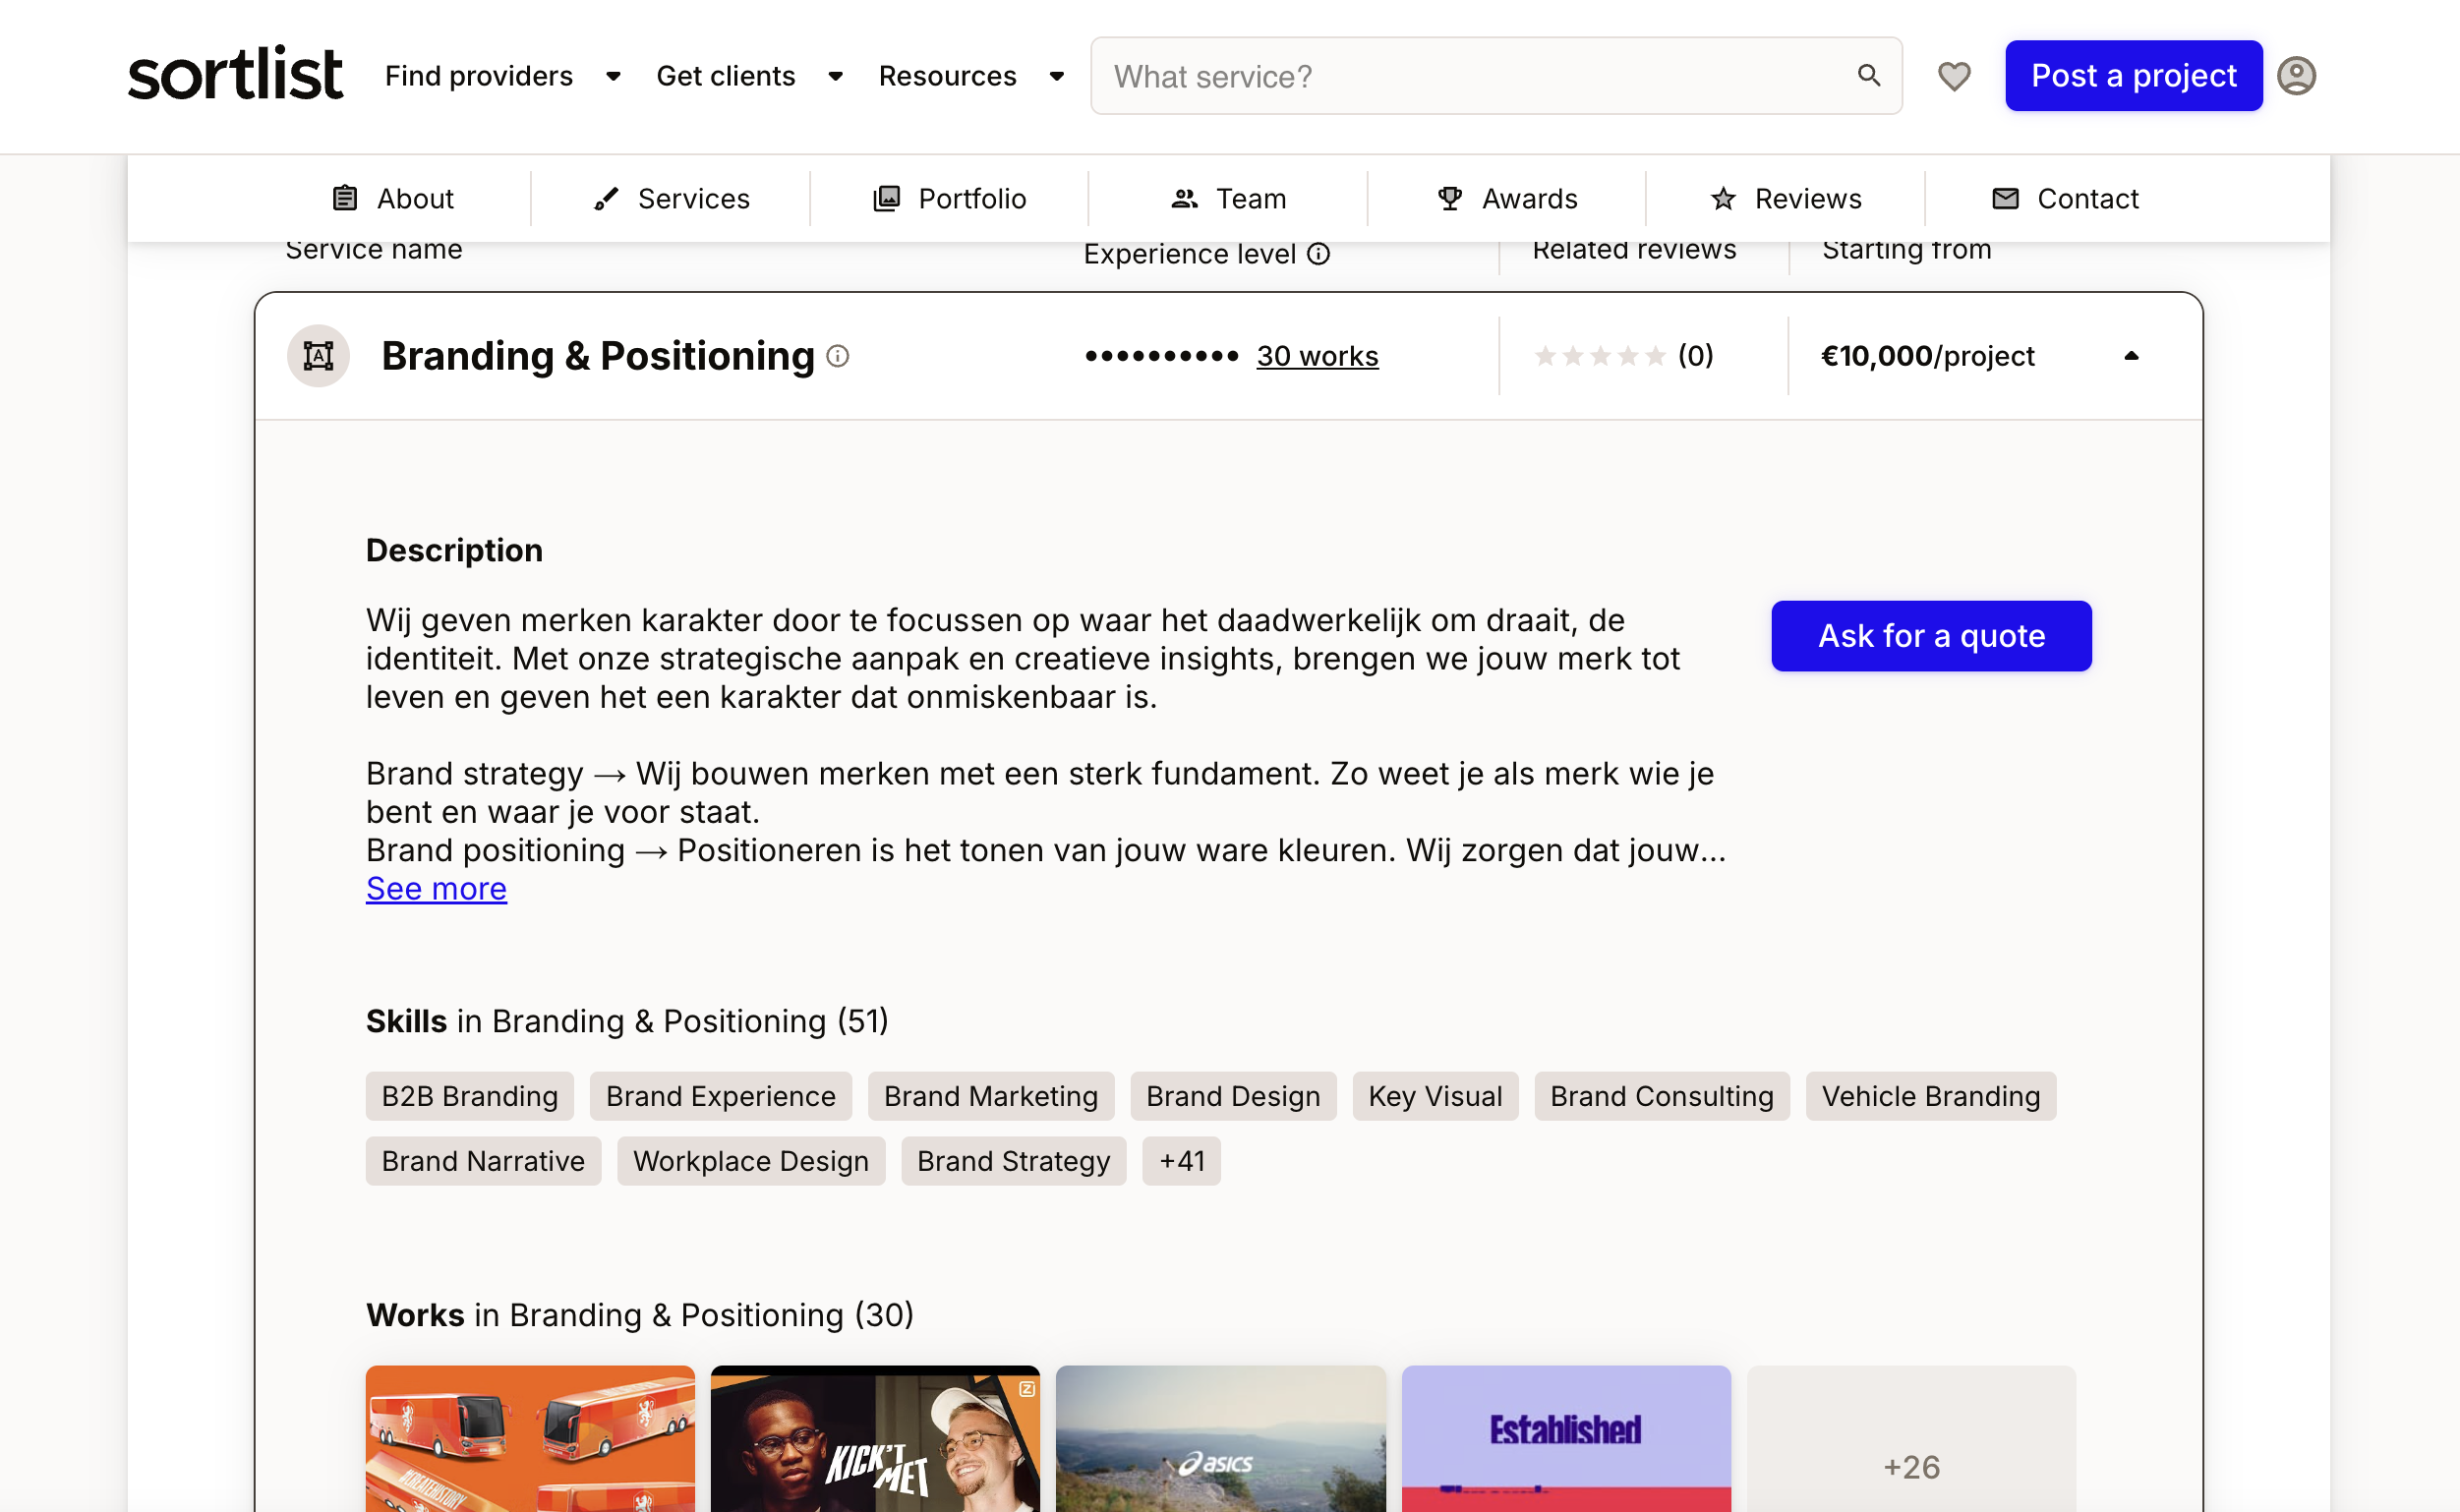 sortlist
Find providers
Get clients
Resources
What service?
Post a project
About
Services
Portfolio
Team
Awards
Reviews
Contact
Service name
Experience level
Related reviews
Starting from
Branding & Positioning
30 works
(0)
€10,000/project
Description
Wij geven merken karakter door te focussen op waar het daadwerkelijk om draait, de
identiteit. Met onze strategische aanpak en creatieve insights, brengen we jouw merk tot
leven en geven het een karakter dat onmiskenbaar is.
Ask for a quote
Brand strategy → Wij bouwen merken met een sterk fundament. Zo weet je als merk wie je
bent en waar je voor staat.
Brand positioning → Positioneren is het tonen van jouw ware kleuren. Wij zorgen dat jouw...
See more
Skills in Branding & Positioning (51)
B2B Branding
Brand Experience
Brand Marketing
Brand Design
Key Visual
Brand Consulting
Vehicle Branding
Brand Narrative
Workplace Design
Brand Strategy
+41
Works in Branding & Positioning (30)
#CREATEHISTORY
Z
KICK'T
MET
asics
Established
+26